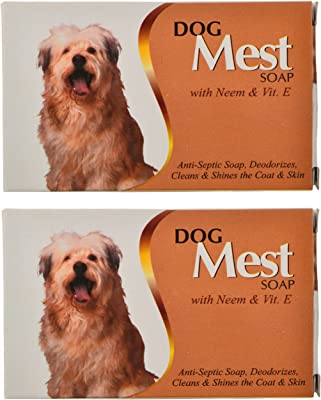 DOG
Mest
SOAP
with Neem & Vit. E
Anti-Septic Soap, Deodorizes,
Cleans & Shines the Coat & Skin
DOG
Mest
SOAP
with Neem & Vit. E
Anti-Septic Soap, Deodorizes,
Cleans & Shines the Coat & Skin